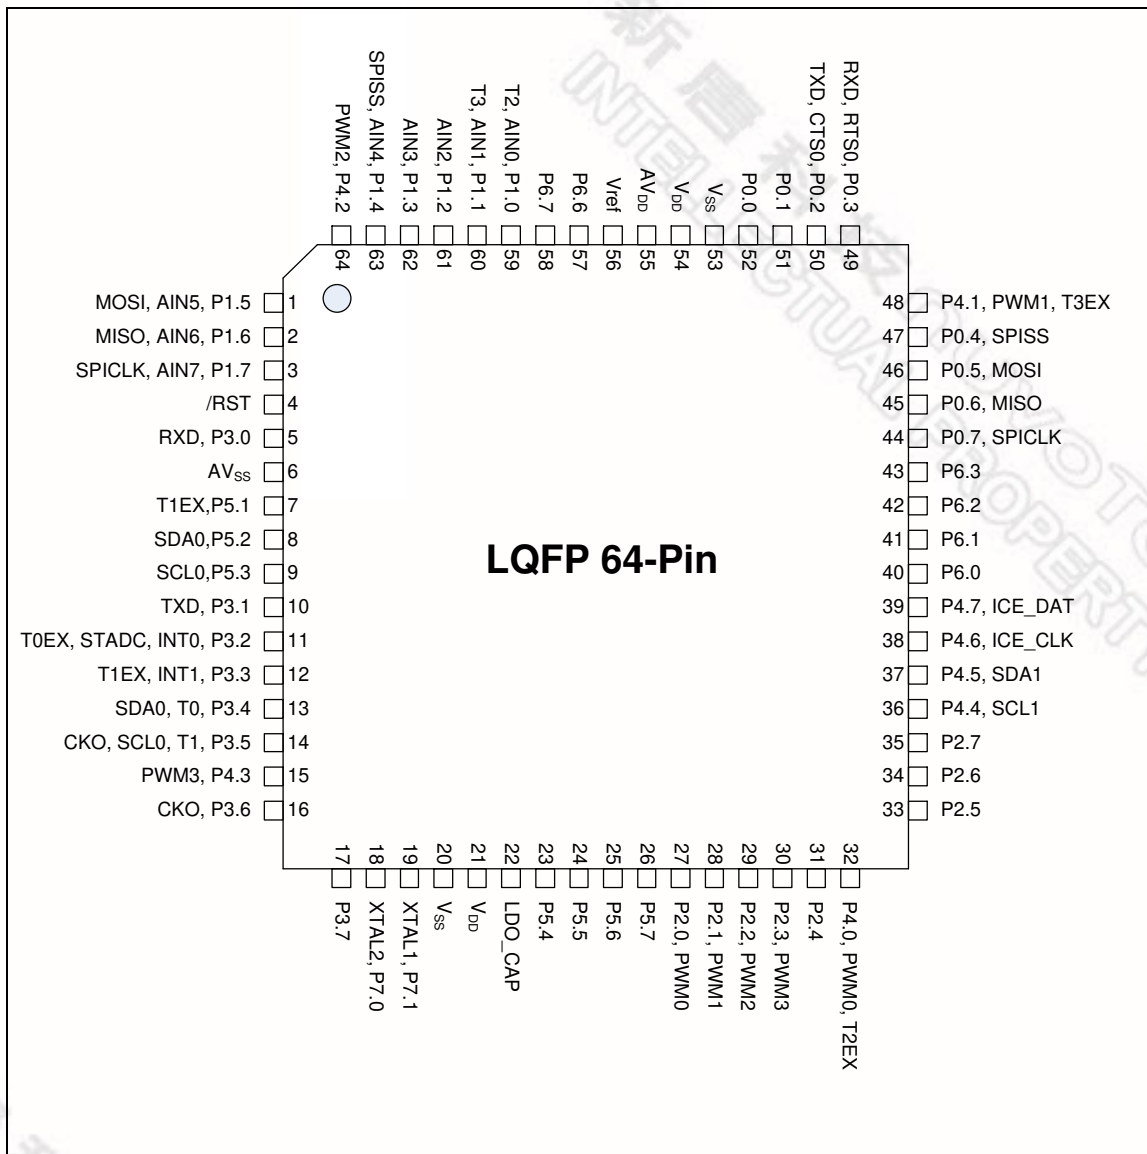 PWM2, P4.2
SPISS, AIN4, P1.4
AIN3, P1.3
AIN2, P1.2
T3, AIN1, P1.1
T2, AIN0, P1.0
P6.7
P6.6
Vref
AVDD
VDD
VSS
P0.0
P0.1
TXD, CTS0, P0.2
RXD, RTS0, P0.3
64 63 62 61 60 59 58 57 56 55 54 53 52 51 50 49
MOSI, AIN5, P1.5 1
MISO, AIN6, P1.6 2
SPICLK, AIN7, P1.7 3
/RST 4
RXD, P3.0 5
AVSS 6
T1EX,P5.1 7
SDA0,P5.2 8
SCL0,P5.3 9
TXD, P3.1 10
T0EX, STADC, INT0, P3.2 11
T1EX, INT1, P3.3 12
SDA0, T0, P3.4 13
CKO, SCL0, T1, P3.5 14
PWM3, P4.3 15
CKO, P3.6 16
LQFP 64-Pin
48 P4.1, PWM1, T3EX
47 P0.4, SPISS
46 P0.5, MOSI
45 P0.6, MISO
44 P0.7, SPICLK
43 P6.3
42 P6.2
41 P6.1
40 P6.0
39 P4.7, ICE_DAT
38 P4.6, ICE_CLK
37 P4.5, SDA1
36 P4.4, SCL1
35 P2.7
34 P2.6
33 P2.5
17 18 19 20 21 22 23 24 25 26 27 28 29 30 31 32
P3.7
XTAL2, P7.0
XTAL1, P7.1
VSS
VDD
LDO_CAP
P5.4
P5.5
P5.6
P5.7
P2.0, PWM0
P2.1, PWM1
P2.2, PWM2
P2.3, PWM3
P2.4
P4.0, PWM0, T2EX
新唐科技 nuvoTo
INTELLECTUAL PROPERTY